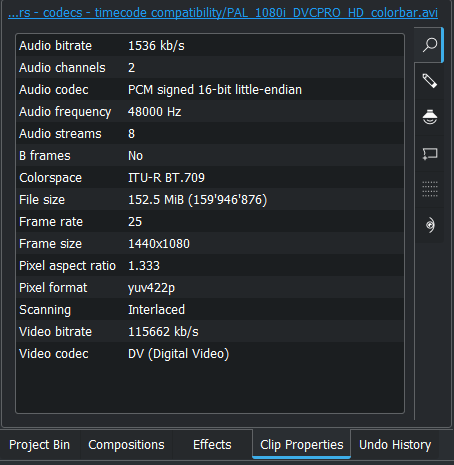 ...rs - codecs - timecode compatibility/PAL_1080i_DVCPRO_HD_colorbar.avi
Audio bitrate 1536 kb/s
Audio channels 2
Audio codec PCM signed 16-bit little-endian
Audio frequency 48000 Hz
Audio streams 8
B frames No
Colorspace ITU-R BT.709
File size 152.5 MiB (159'946'876)
Frame rate 25
Frame size 1440x1080
Pixel aspect ratio 1.333
Pixel format yuv422p
Scanning Interlaced
Video bitrate 115662 kb/s
Video codec DV (Digital Video)
Project Bin Compositions Effects Clip Properties Undo History